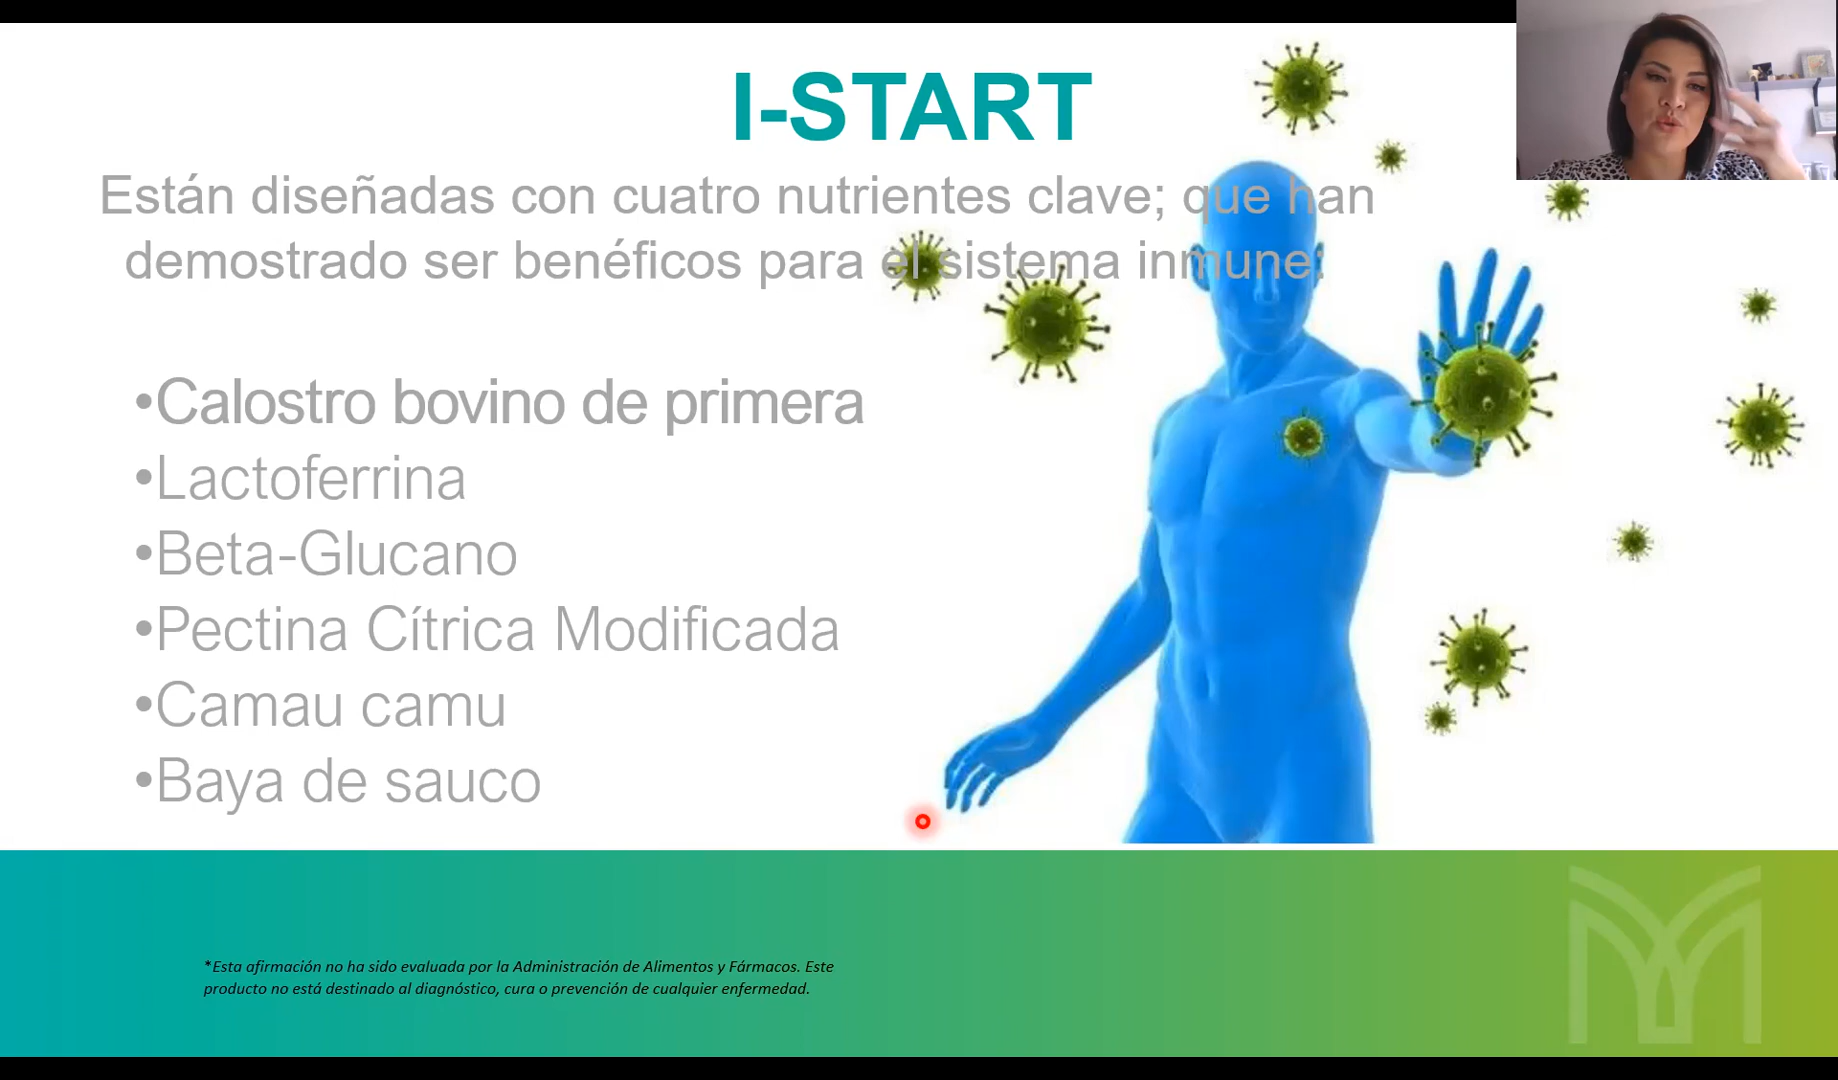 I-START
Están diseñadas con cuatro nutrientes clave; que han
demostrado ser benéficos para el sistema inmune:
•Calostro bovino de primera
•Lactoferrina
•Beta-Glucano
•Pectina Cítrica Modificada
•Camau camu
•Baya de sauco
*Esta afirmación no ha sido evaluada por la Administración de Alimentos y Fármacos. Este
producto no está destinado al diagnóstico, cura o prevención de cualquier enfermedad.